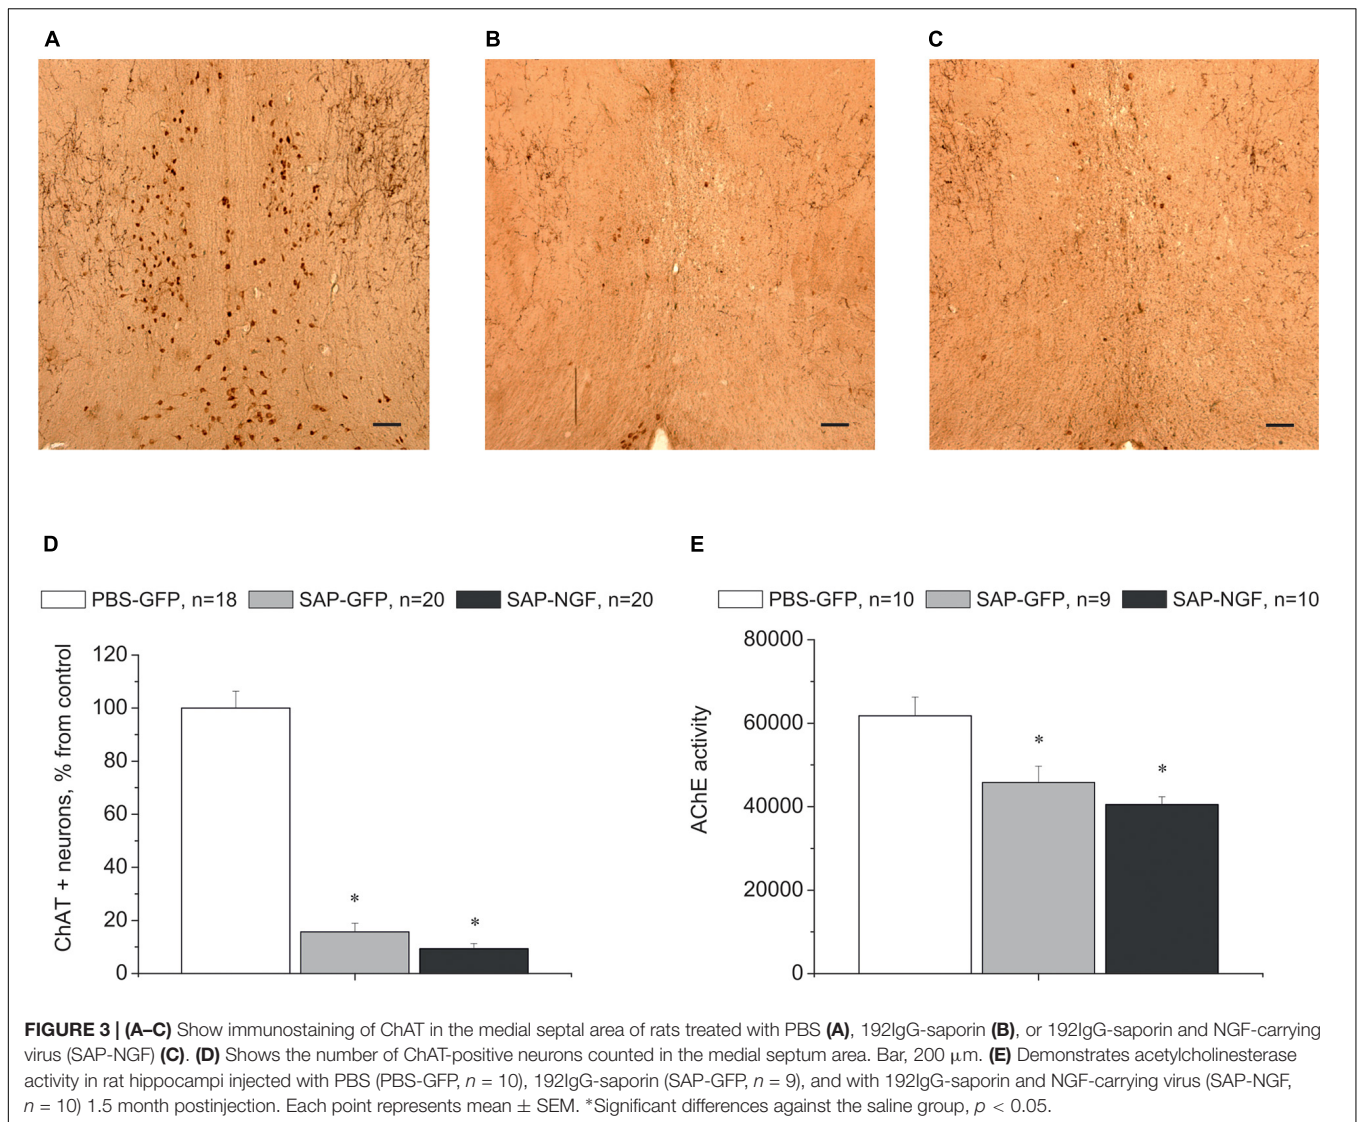 A
B
C
D
E
PBS-GFP, n=18 SAP-GFP, n=20 SAP-NGF, n=20
120
100
80
60
40
20
0
ChAT + neurons, % from control
*
*
PBS-GFP, n=10 SAP-GFP, n=9 SAP-NGF, n=10
80000
60000
40000
20000
0
AChE activity
*
*
FIGURE 3 | (A–C) Show immunostaining of ChAT in the medial septal area of rats treated with PBS (A), 192IgG-saporin (B), or 192IgG-saporin and NGF-carrying
virus (SAP-NGF) (C). (D) Shows the number of ChAT-positive neurons counted in the medial septum area. Bar, 200 μm. (E) Demonstrates acetylcholinesterase
activity in rat hippocampi injected with PBS (PBS-GFP, n = 10), 192IgG-saporin (SAP-GFP, n = 9), and with 192IgG-saporin and NGF-carrying virus (SAP-NGF,
n = 10) 1.5 month postinjection. Each point represents mean ± SEM. *Significant differences against the saline group, p < 0.05.